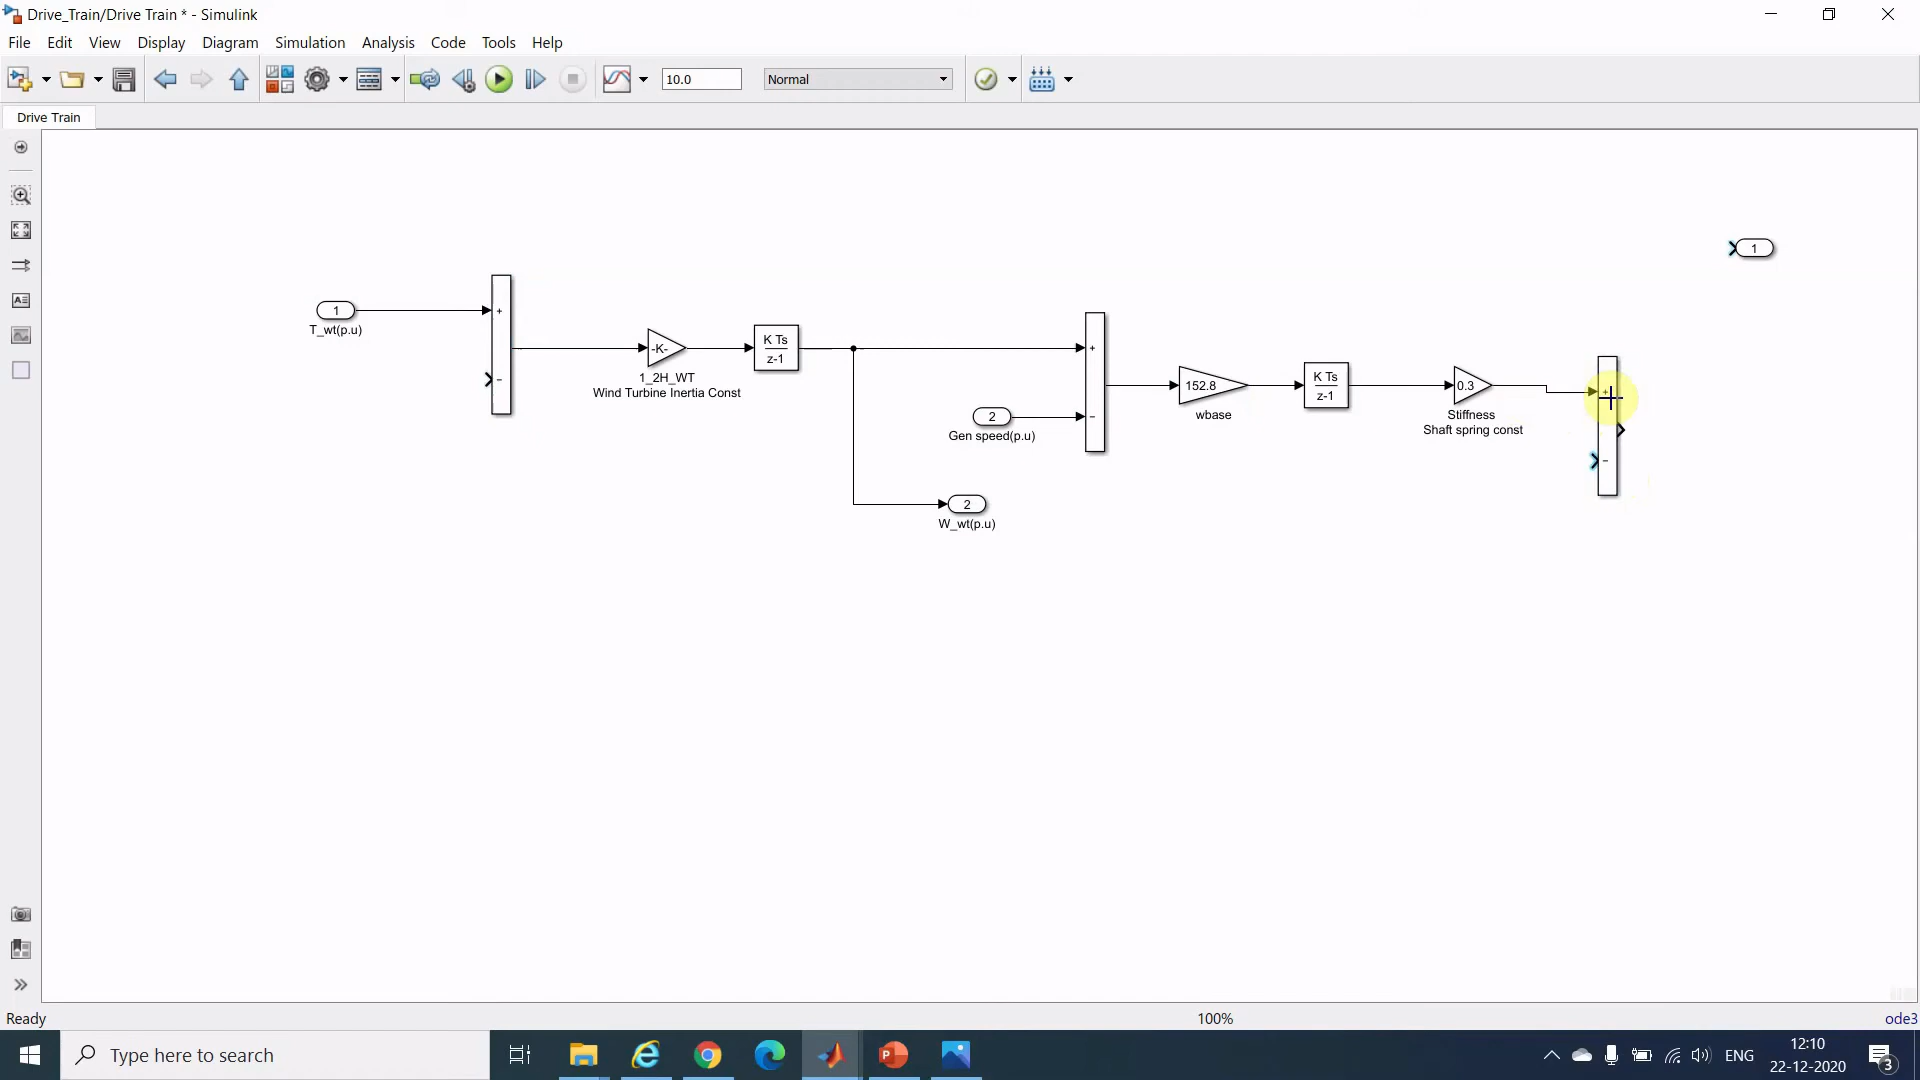 Drive_Train/Drive Train * - Simulink
File Edit View Display Diagram Simulation Analysis Code Tools Help
10.0 Normal
Drive Train
1
1
T_wt(p.u)
+
-
-K-
1_2H_WT
Wind Turbine Inertia Const
K Ts
z-1
+
-
2
Gen speed(p.u)
2
W_wt(p.u)
152.8
wbase
K Ts
z-1
0.3
Stiffness
Shaft spring const
+
-
Ready 100% ode3
Type here to search
ENG
12:10
22-12-2020
3